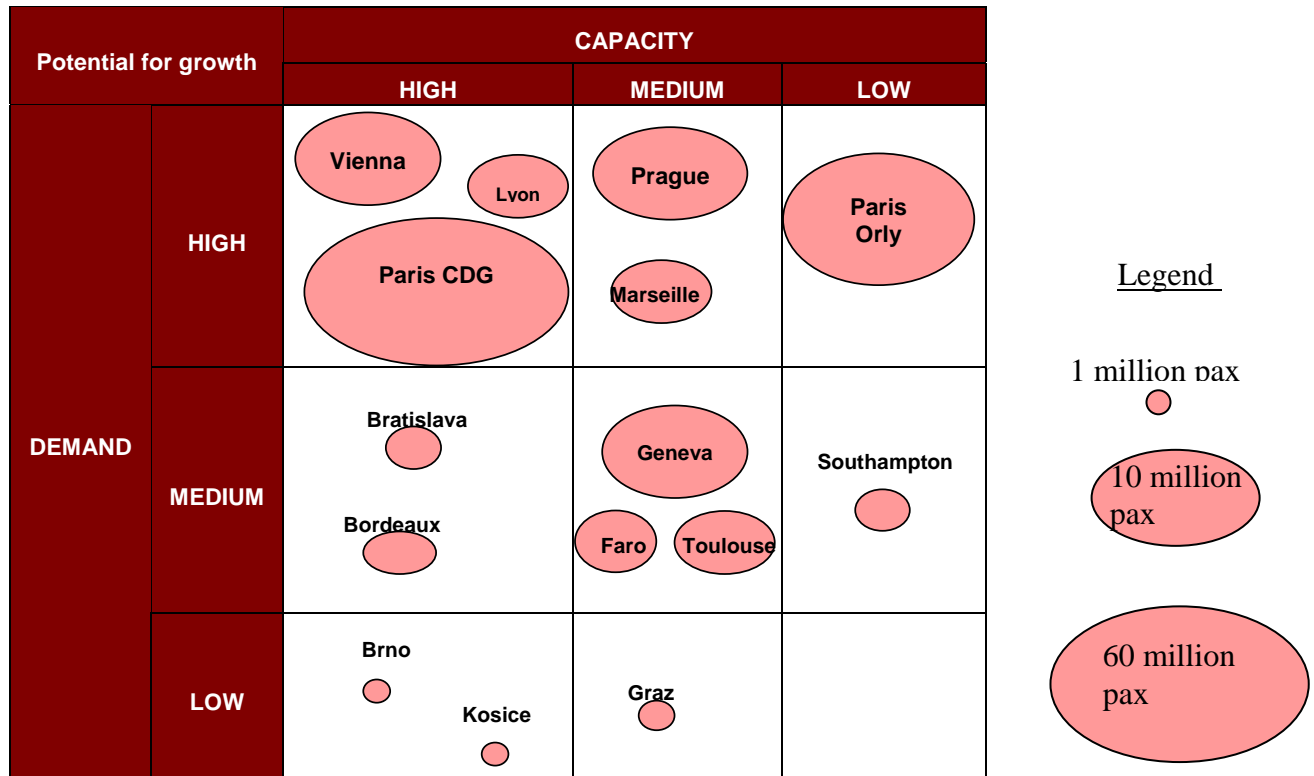 Potential for growth
CAPACITY
HIGH
MEDIUM
LOW
DEMAND
HIGH
Vienna
Lyon
Paris CDG
Prague
Marseille
Paris
Orly
MEDIUM
Bratislava
Bordeaux
Geneva
Faro
Toulouse
Southampton
LOW
Brno
Kosice
Graz
Legend
1 million pax
10 million
pax
60 million
pax